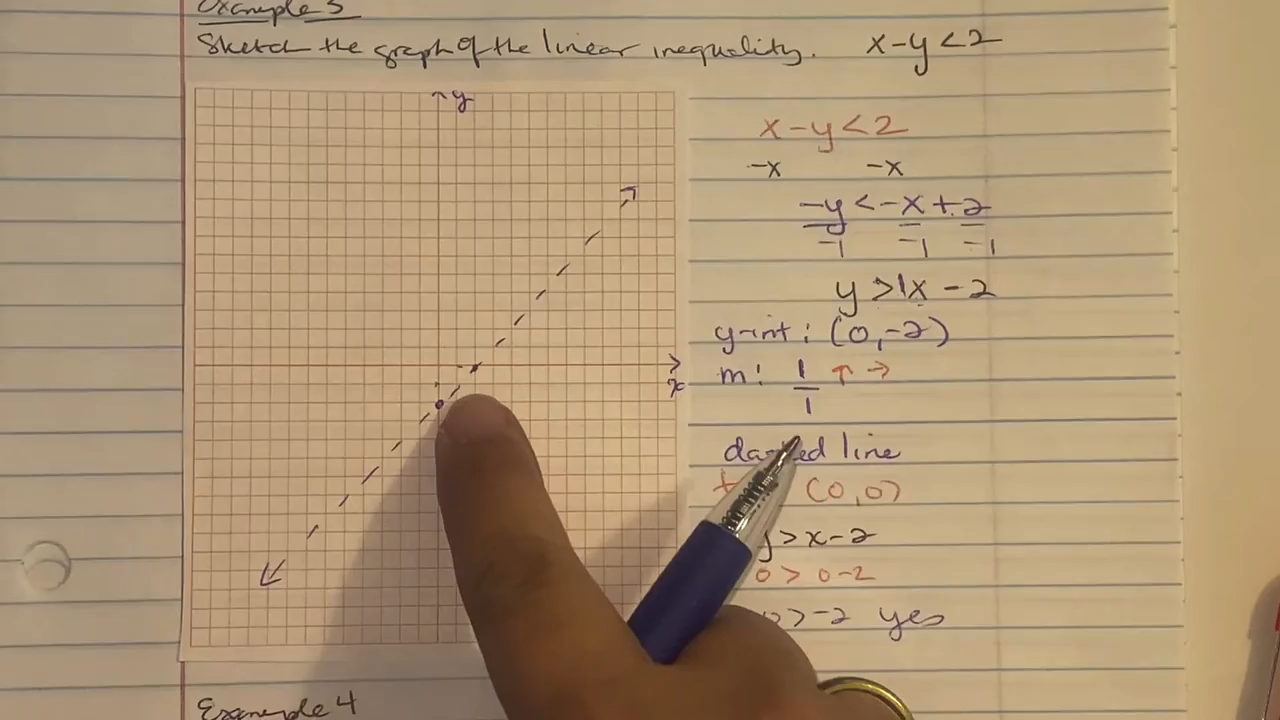 Example 3
Sketch the graph of the linear inequality. x-y<2
y
x
x-y<2
-x -x
-y<-x+2
-1 -1 -1
y>1x-2
y-int: (0,-2)
m: 1/1 ↑ →
line
(0,0)
y>x-2
0>0-2
0>-2 yes
Example 4